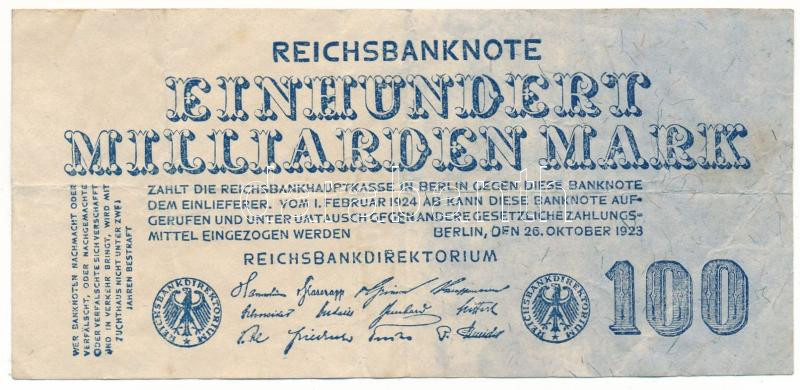 REICHSBANKNOTE
EINHUNDERT
MILLIARDEN MARK
ZAHLT DIE REICHSBANKHAUPTKASSE IN BERLIN GEGEN DIESE BANKNOTE
DEM EINLIEFERER. VOM 1. FEBRUAR 1924 AB KANN DIESE BANKNOTE AUF-
GERUFEN UND UNTER UMTAUSCH GEGEN ANDERE GESETZLICHE ZAHLUNGS-
MITTEL EINGEZOGEN WERDEN BERLIN, DEN 26. OKTOBER 1923
REICHSBANKDIREKTORIUM
WER BANKNOTEN NACHMACHT ODER
VERFÄLSCHT, ODER NACHGEMACHTE
ODER VERFÄLSCHTE SICH VERSCHAFFT
UND IN VERKEHR BRINGT, WIRD MIT
ZUCHTHAUS NICHT UNTER ZWEI
JAHREN BESTRAFT
REICHSBANKDIREKTORIUM
REICHSBANKDIREKTORIUM
100